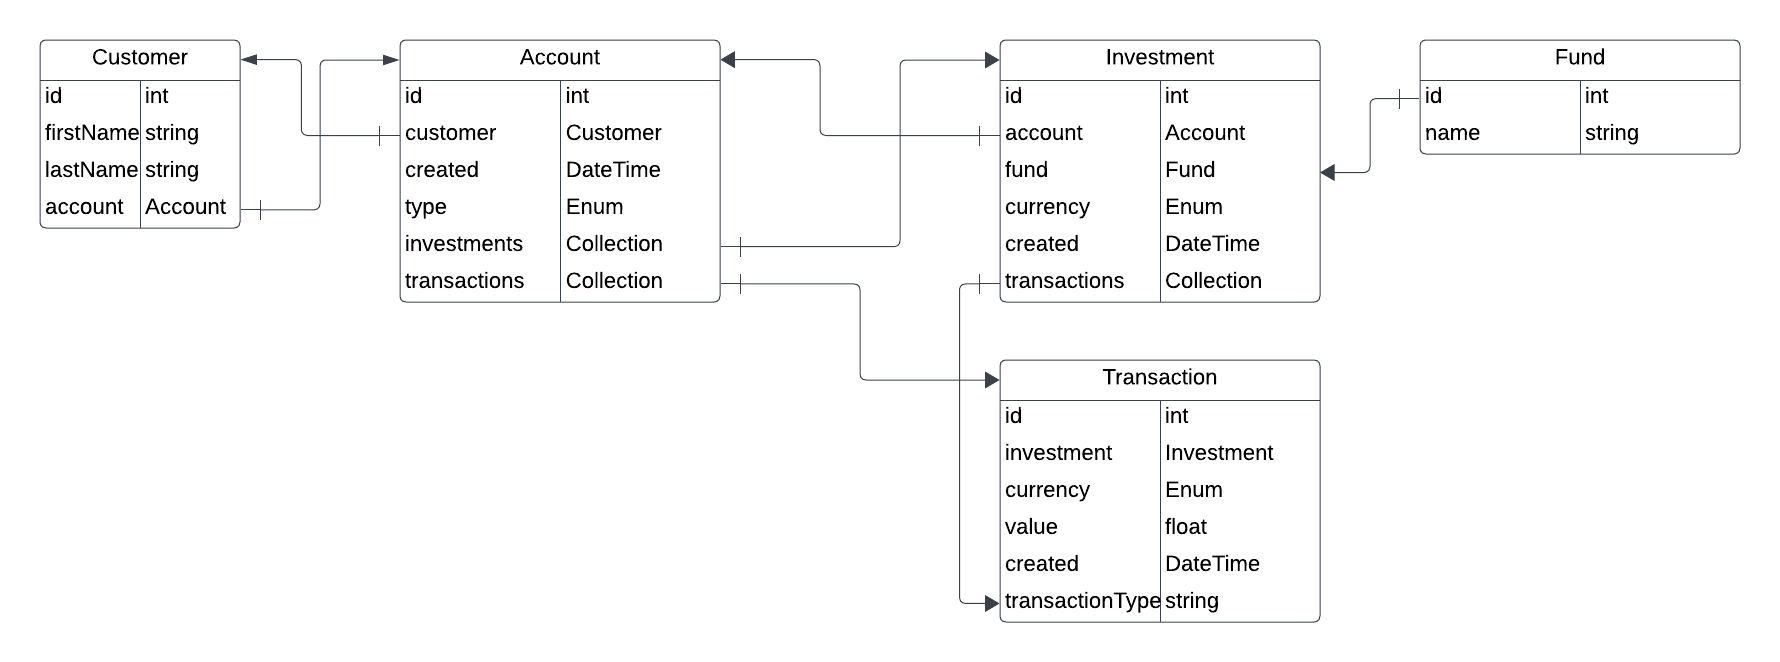 Customer
id int
firstName string
lastName string
account Account
Account
id int
customer Customer
created DateTime
type Enum
investments Collection
transactions Collection
Investment
id int
account Account
fund Fund
currency Enum
created DateTime
transactions Collection
Fund
id int
name string
Transaction
id int
investment Investment
currency Enum
value float
created DateTime
transactionType string